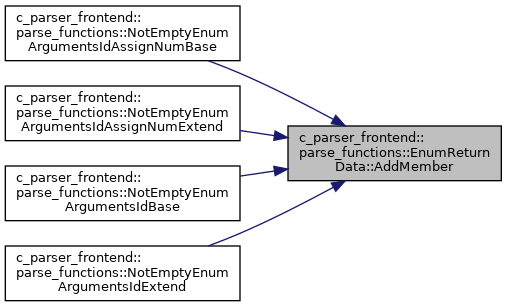 c_parser_frontend::
parse_functions::NotEmptyEnum
ArgumentsIdAssignNumBase
c_parser_frontend::
parse_functions::NotEmptyEnum
ArgumentsIdAssignNumExtend
c_parser_frontend::
parse_functions::EnumReturn
Data::AddMember
c_parser_frontend::
parse_functions::NotEmptyEnum
ArgumentsIdBase
c_parser_frontend::
parse_functions::NotEmptyEnum
ArgumentsIdExtend